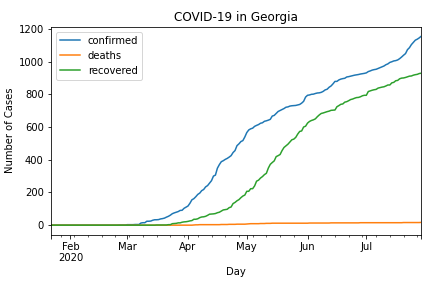 COVID-19 in Georgia
confirmed
deaths
recovered
1200
1000
800
600
400
200
0
Number of Cases
Feb
2020
Mar
Apr
May
Jun
Jul
Day